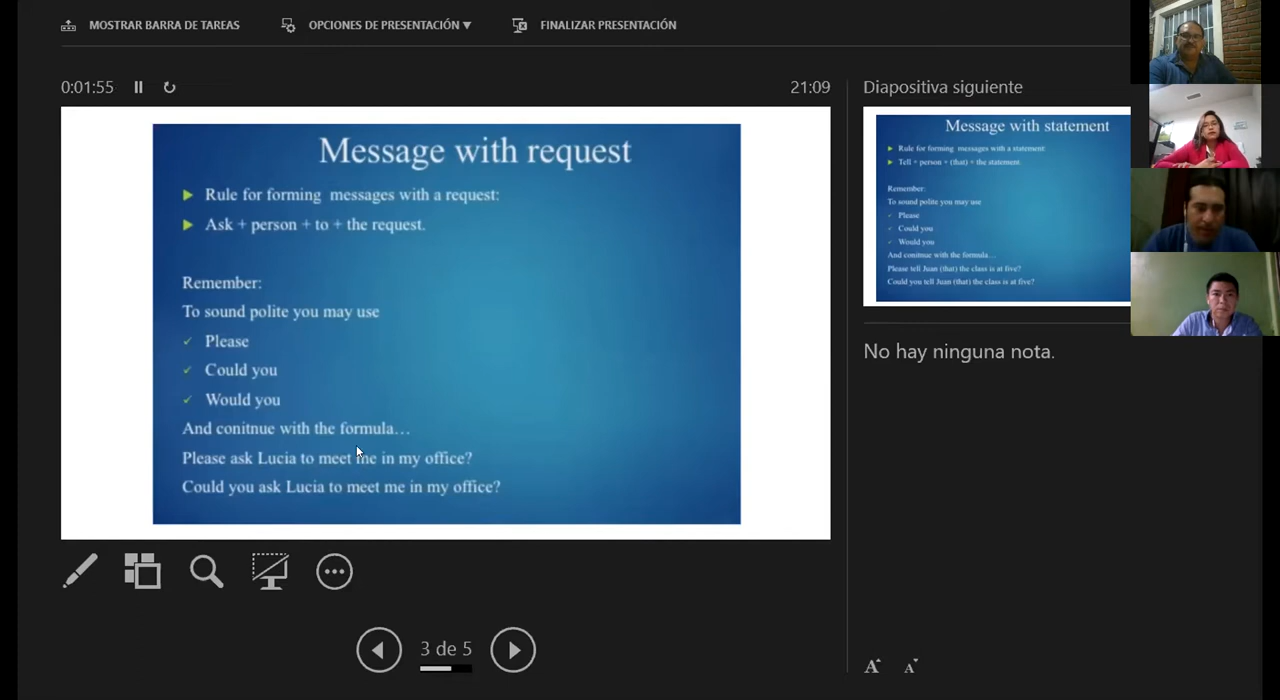 MOSTRAR BARRA DE TAREAS
OPCIONES DE PRESENTACIÓN
FINALIZAR PRESENTACIÓN
0:01:55
21:09
Message with request
Rule for forming messages with a request:
Ask + person + to + the request.
Remember:
To sound polite you may use
Please
Could you
Would you
And conitnue with the formula…
Please ask Lucia to meet me in my office?
Could you ask Lucia to meet me in my office?
3 de 5
Diapositiva siguiente
Message with statement
Rule for forming messages with a statement:
Tell + person + (that) + the statement.
Remember:
To sound polite you may use
Please
Could you
Would you
And conitnue with the formula…
Please tell Juan (that) the class is at five?
Could you tell Juan (that) the class is at five?
No hay ninguna nota.
A A